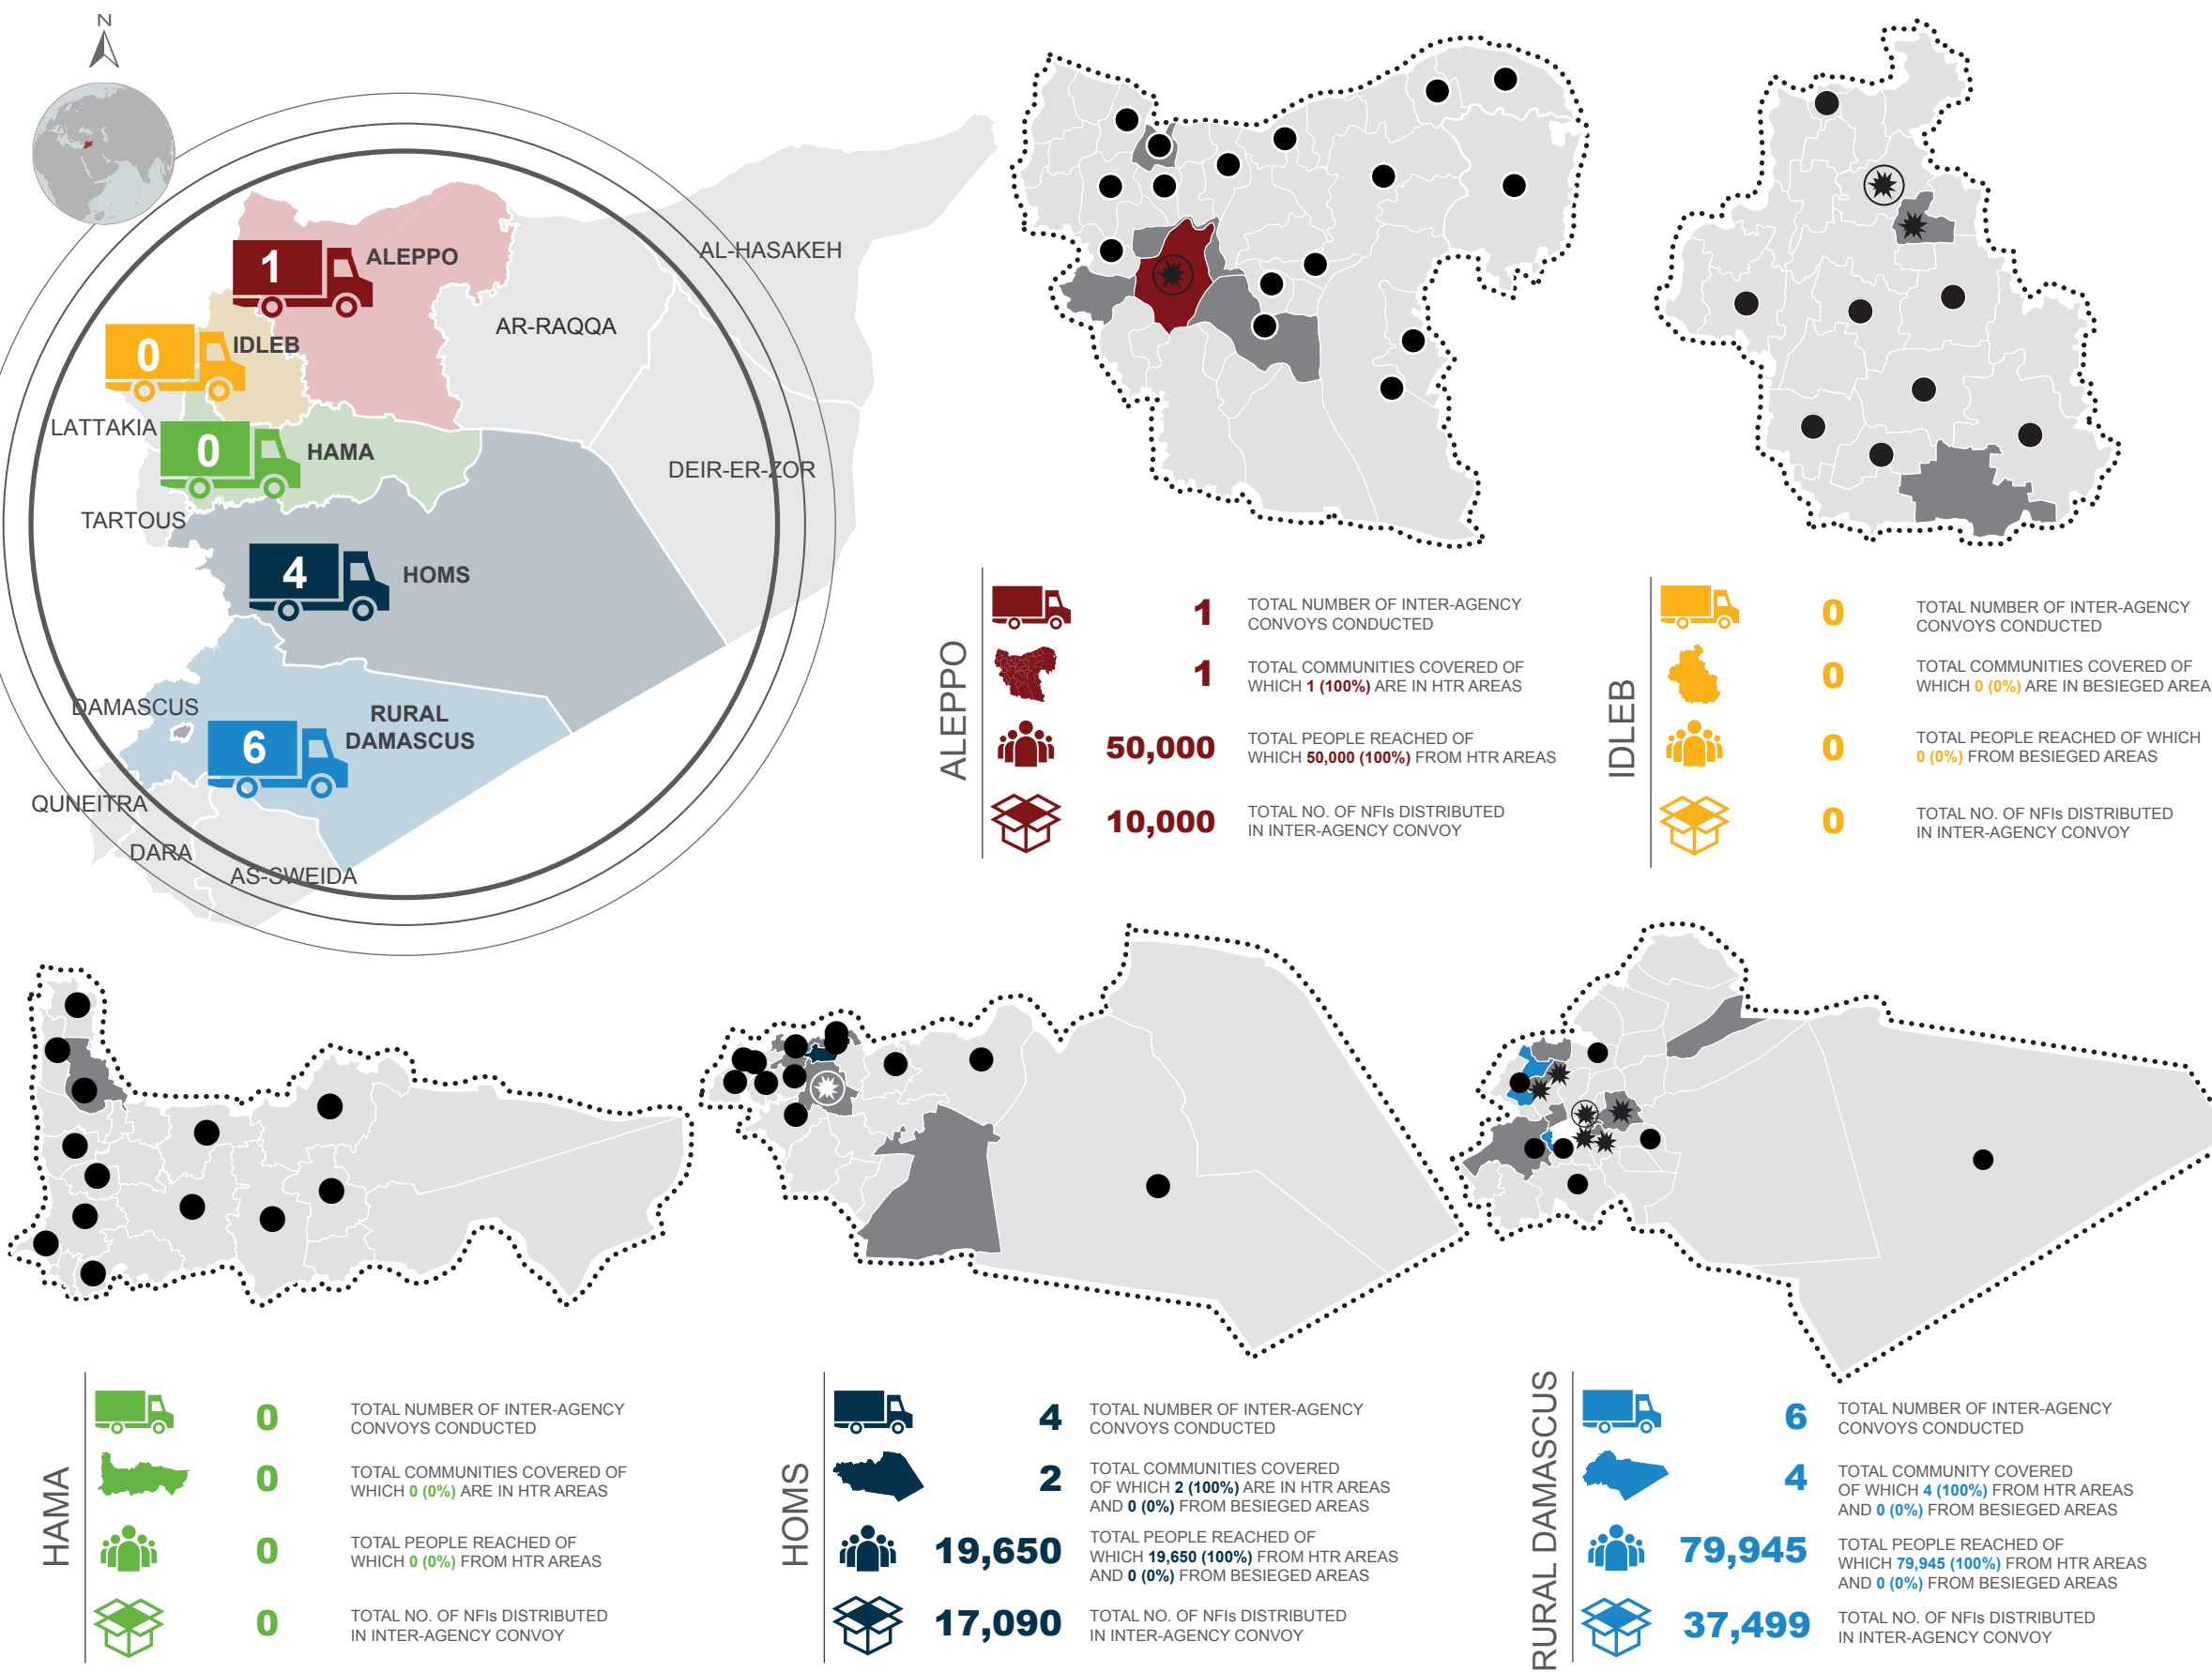 N
1
ALEPPO
AL-HASAKEH
AR-RAQQA
0
IDLEB
LATTAKIA
0
HAMA
DEIR-ER-ZOR
TARTOUS
4
HOMS
DAMASCUS
RURAL
DAMASCUS
6
QUNEITRA
DARA
AS-SWEIDA
ALEPPO
1
TOTAL NUMBER OF INTER-AGENCY
CONVOYS CONDUCTED
1
TOTAL COMMUNITIES COVERED OF
WHICH 1 (100%) ARE IN HTR AREAS
50,000
TOTAL PEOPLE REACHED OF
WHICH 50,000 (100%) FROM HTR AREAS
10,000
TOTAL NO. OF NFIs DISTRIBUTED
IN INTER-AGENCY CONVOY
IDLEB
0
TOTAL NUMBER OF INTER-AGENCY
CONVOYS CONDUCTED
0
TOTAL COMMUNITIES COVERED OF
WHICH 0 (0%) ARE IN BESIEGED AREA
0
TOTAL PEOPLE REACHED OF WHICH
0 (0%) FROM BESIEGED AREAS
0
TOTAL NO. OF NFIs DISTRIBUTED
IN INTER-AGENCY CONVOY
HAMA
0
TOTAL NUMBER OF INTER-AGENCY
CONVOYS CONDUCTED
0
TOTAL COMMUNITIES COVERED OF
WHICH 0 (0%) ARE IN HTR AREAS
0
TOTAL PEOPLE REACHED OF
WHICH 0 (0%) FROM HTR AREAS
0
TOTAL NO. OF NFIs DISTRIBUTED
IN INTER-AGENCY CONVOY
HOMS
4
TOTAL NUMBER OF INTER-AGENCY
CONVOYS CONDUCTED
2
TOTAL COMMUNITIES COVERED
OF WHICH 2 (100%) ARE IN HTR AREAS
AND 0 (0%) FROM BESIEGED AREAS
19,650
TOTAL PEOPLE REACHED OF
WHICH 19,650 (100%) FROM HTR AREAS
AND 0 (0%) FROM BESIEGED AREAS
17,090
TOTAL NO. OF NFIs DISTRIBUTED
IN INTER-AGENCY CONVOY
RURAL DAMASCUS
6
TOTAL NUMBER OF INTER-AGENCY
CONVOYS CONDUCTED
4
TOTAL COMMUNITY COVERED
OF WHICH 4 (100%) FROM HTR AREAS
AND 0 (0%) FROM BESIEGED AREAS
79,945
TOTAL PEOPLE REACHED OF
WHICH 79,945 (100%) FROM HTR AREAS
AND 0 (0%) FROM BESIEGED AREAS
37,499
TOTAL NO. OF NFIs DISTRIBUTED
IN INTER-AGENCY CONVOY